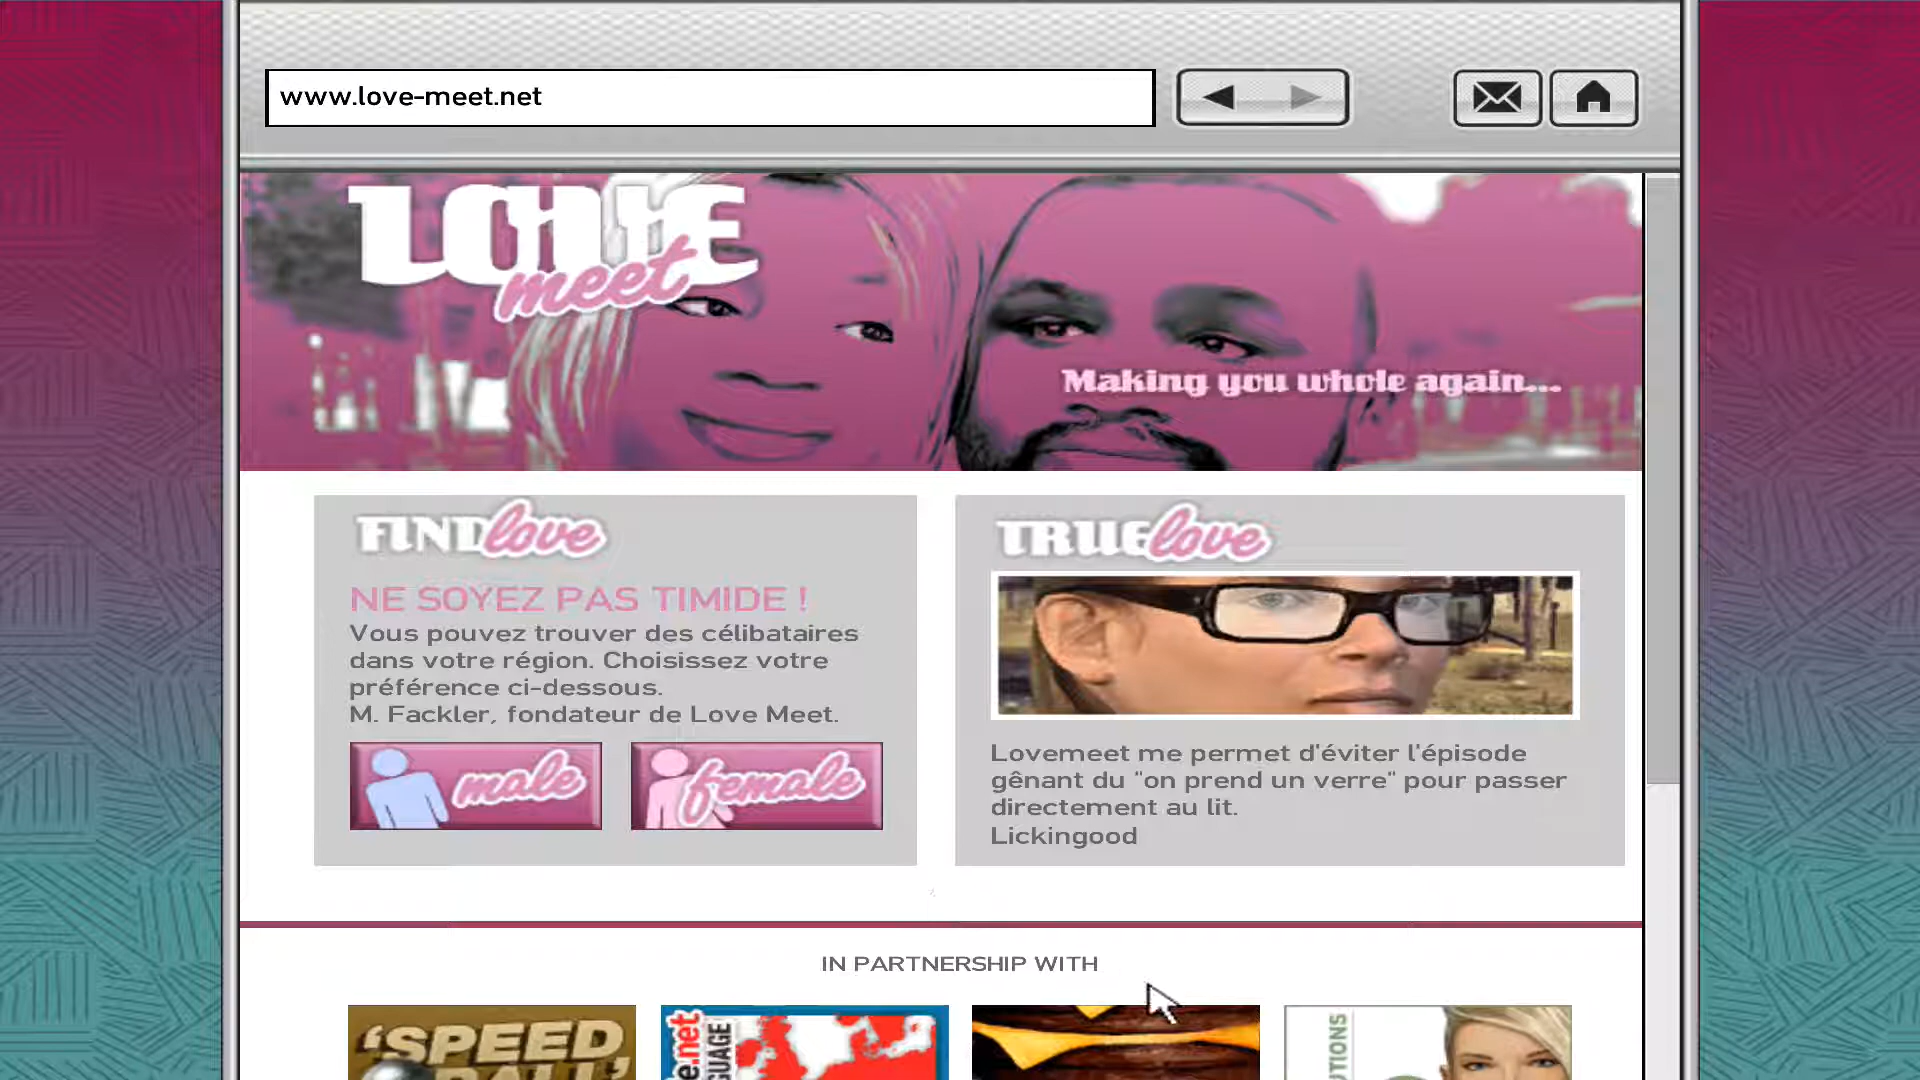 www.love-meet.net
LOVE
meet
Making you whole again...
FIND love
TRUE love
NE SOYEZ PAS TIMIDE !
Vous pouvez trouver des célibataires
dans votre région. Choisissez votre
préférence ci-dessous.
M. Fackler, fondateur de Love Meet.
male
female
Lovemeet me permet d'éviter l'épisode
gênant du "on prend un verre" pour passer
directement au lit.
Lickingood
IN PARTNERSHIP WITH
'SPEED
BALL'